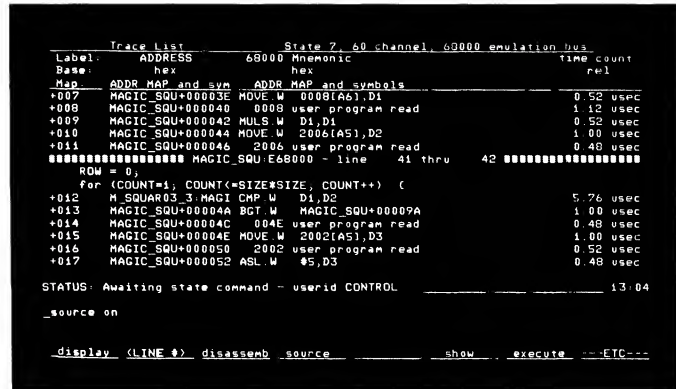 Trace List State 7, 60 channel, 68000 emulation bus
Label: ADDRESS 68000 Mnemonic time count
Base: hex hex rel
Map: ADDR MAP and sym ADDR MAP and symbols
+007 MAGIC_SQU+00003E MOVE.W 0008[A6],D1 0.52 usec
+008 MAGIC_SQU+000040 0008 user program read 1.12 usec
+009 MAGIC_SQU+000042 MULS.W D1,D1 0.52 usec
+010 MAGIC_SQU+000044 MOVE.W 2006[A5],D2 1.00 usec
+011 MAGIC_SQU+000046 2006 user program read 0.48 usec
MAGIC_SQU:E68000 - line 41 thru 42
ROW = 0;
for (COUNT=1; COUNT<=SIZE*SIZE; COUNT++) {
+012 M_SQUAR03_3:MAGI CMP.W D1,D2 5.76 usec
+013 MAGIC_SQU+00004A BGT.W MAGIC_SQU+00009A 1.00 usec
+014 MAGIC_SQU+00004C 004E user program read 0.48 usec
+015 MAGIC_SQU+00004E MOVE.W 2002[A5],D3 1.00 usec
+016 MAGIC_SQU+000050 2002 user program read 0.52 usec
+017 MAGIC_SQU+000052 ASL.W #5,D3 0.48 usec
STATUS: Awaiting state command - userid CONTROL 13:04
_source on
display (LINE #) disassemb source show execute ---ETC---